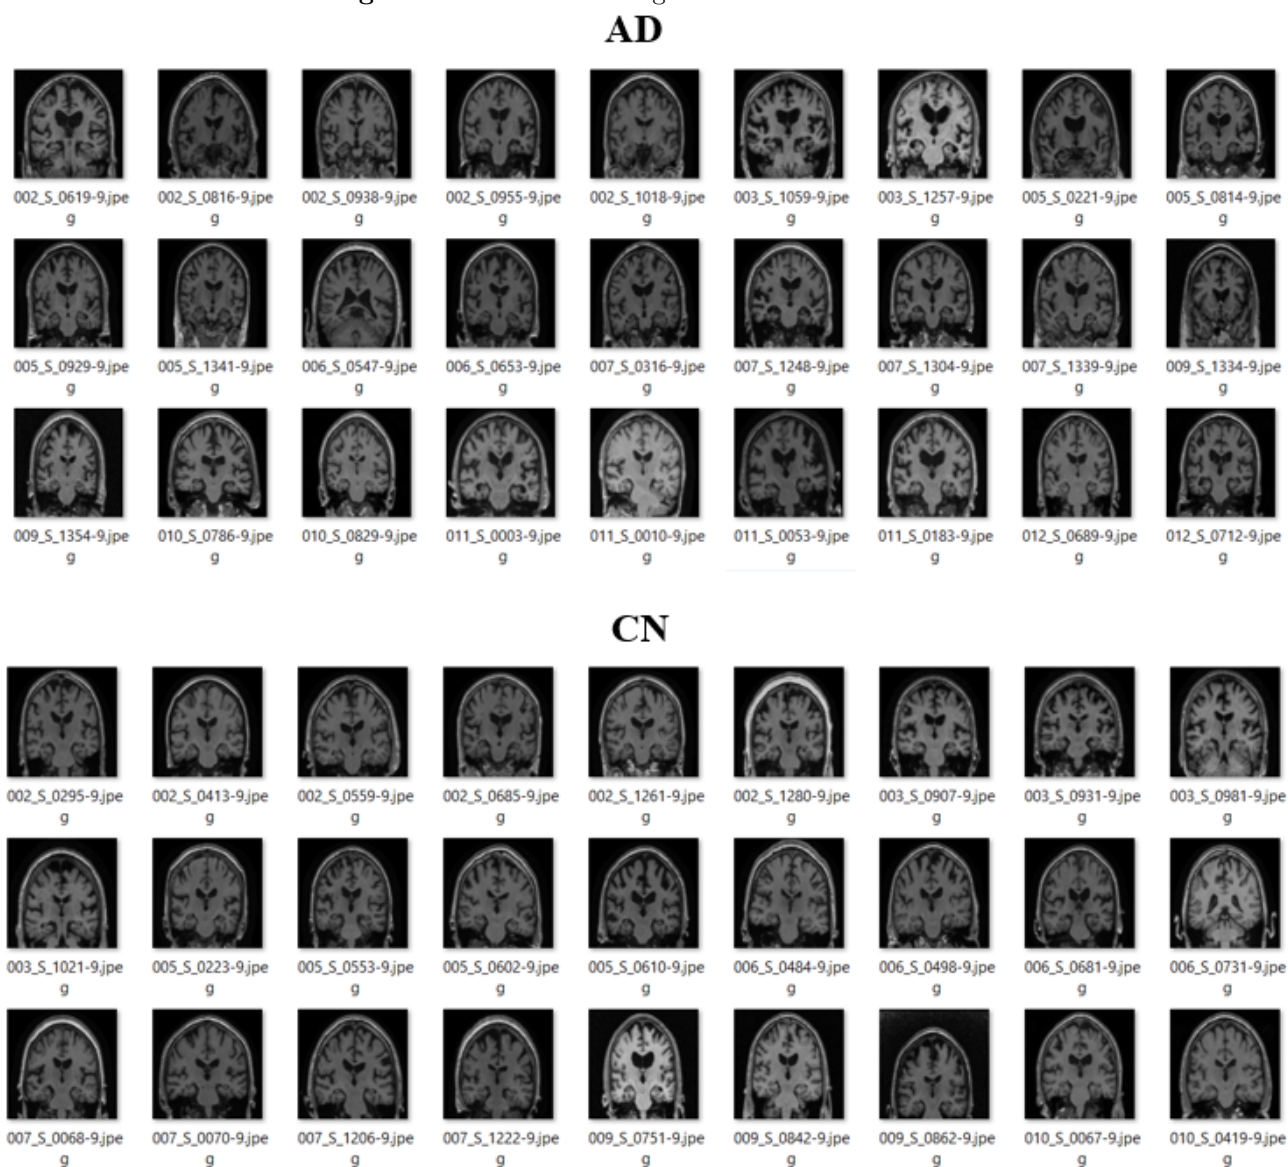 AD
002_S_0619-9.jpe 002_S_0816-9.jpe 002_S_0938-9.jpe 002_S_0955-9.jpe 002_S_1018-9.jpe 003_S_1059-9.jpe 003_S_1257-9.jpe 005_S_0221-9.jpe 005_S_0814-9.jpe
g g g g g g g g g
005_S_0929-9.jpe 005_S_1341-9.jpe 006_S_0547-9.jpe 006_S_0653-9.jpe 007_S_0316-9.jpe 007_S_1248-9.jpe 007_S_1304-9.jpe 007_S_1339-9.jpe 009_S_1334-9.jpe
g g g g g g g g g
009_S_1354-9.jpe 010_S_0786-9.jpe 010_S_0829-9.jpe 011_S_0003-9.jpe 011_S_0010-9.jpe 011_S_0053-9.jpe 011_S_0183-9.jpe 012_S_0689-9.jpe 012_S_0712-9.jpe
g g g g g g g g g
CN
002_S_0295-9.jpe 002_S_0413-9.jpe 002_S_0559-9.jpe 002_S_0685-9.jpe 002_S_1261-9.jpe 002_S_1280-9.jpe 003_S_0907-9.jpe 003_S_0931-9.jpe 003_S_0981-9.jpe
g g g g g g g g g
003_S_1021-9.jpe 005_S_0223-9.jpe 005_S_0553-9.jpe 005_S_0602-9.jpe 005_S_0610-9.jpe 006_S_0484-9.jpe 006_S_0498-9.jpe 006_S_0681-9.jpe 006_S_0731-9.jpe
g g g g g g g g g
007_S_0068-9.jpe 007_S_0070-9.jpe 007_S_1206-9.jpe 007_S_1222-9.jpe 009_S_0751-9.jpe 009_S_0842-9.jpe 009_S_0862-9.jpe 010_S_0067-9.jpe 010_S_0419-9.jpe
g g g g g g g g g